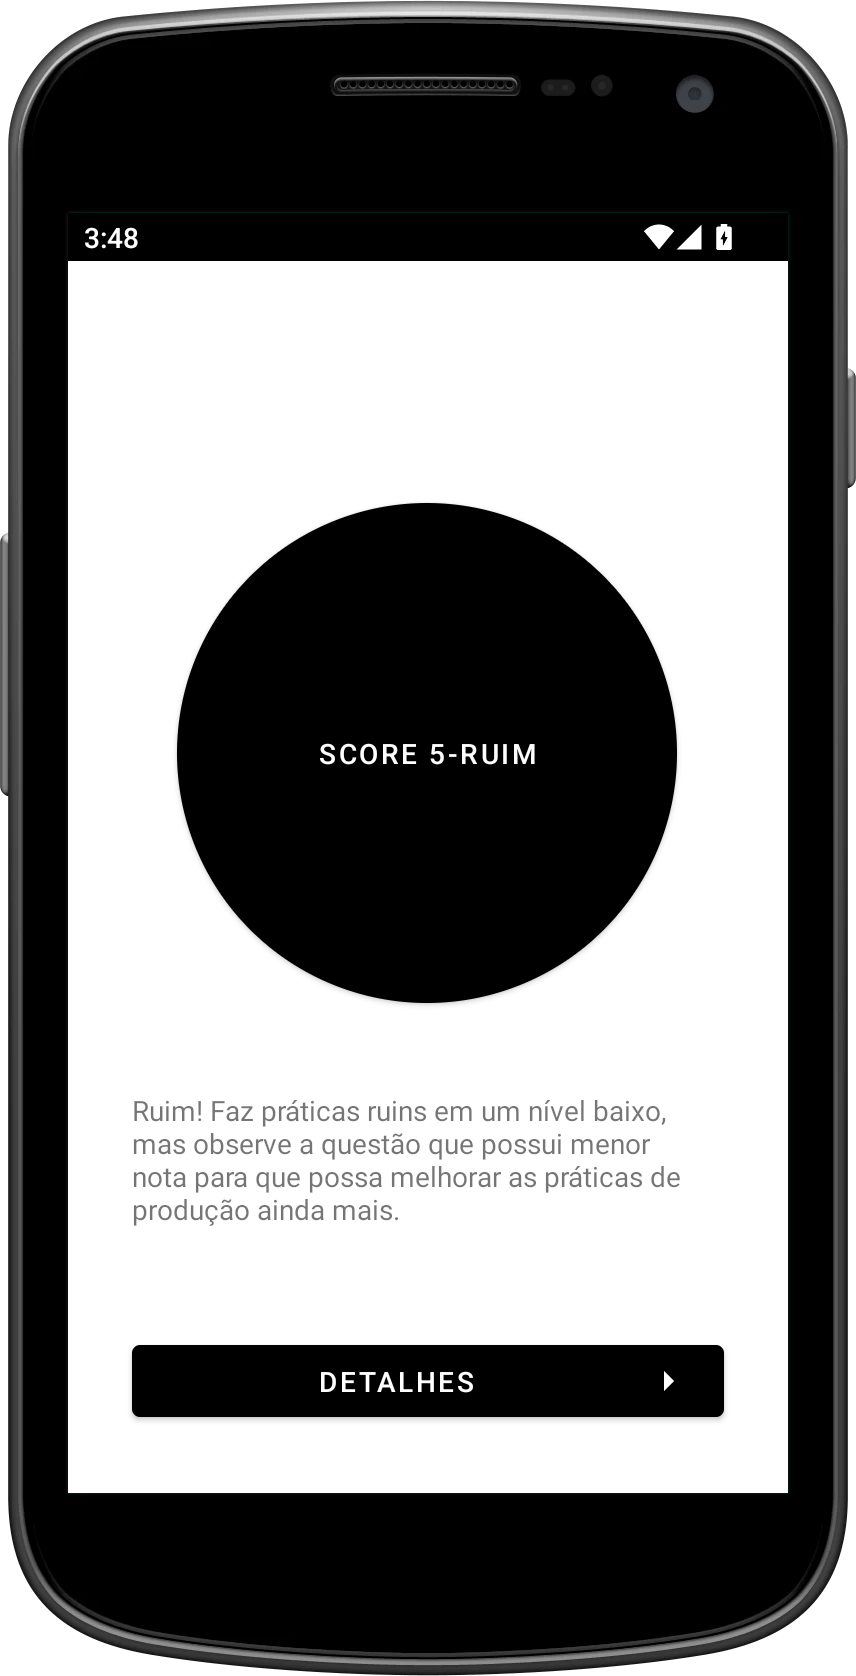 3:48
SCORE 5-RUIM
Ruim! Faz práticas ruins em um nível baixo,
mas observe a questão que possui menor
nota para que possa melhorar as práticas de
produção ainda mais.
DETALHES